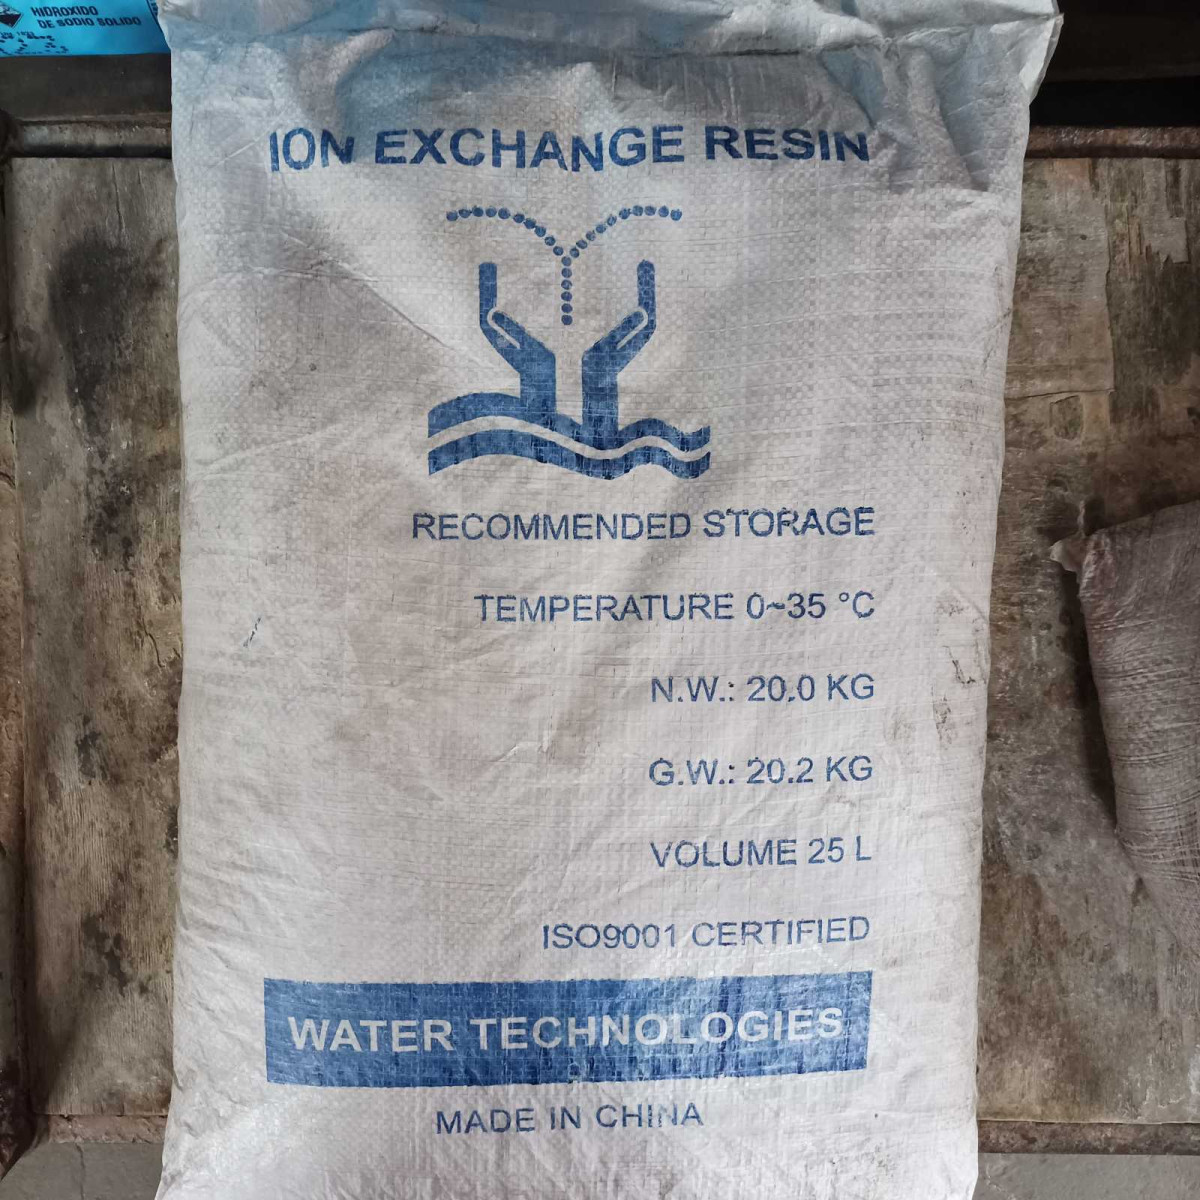 HIDROXIDO
DE SODIO SOLIDO
ION EXCHANGE RESIN
RECOMMENDED STORAGE
TEMPERATURE 0~35 °C
N.W.: 20.0 KG
G.W.: 20.2 KG
VOLUME 25 L
ISO9001 CERTIFIED
WATER TECHNOLOGIES
MADE IN CHINA